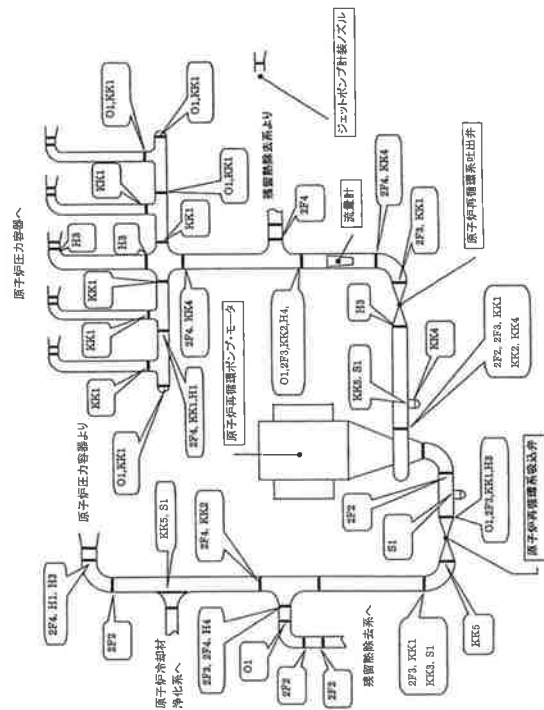 原子炉圧力容器へ
O1,KK1
KK1
O1,KK1
H3
H3
KK1
KK1
O1,KK1
KK1
KK1
O1,KK1
2F4, KK1,H1
2F4, KK4
残留熱除去系より
2F4
ジェットポンプ計装ノズル
流量計
O1,2F3,KK2,H4,
2F4, KK4
2F3, KK1
原子炉再循環系吐出弁
H3
原子炉再循環ポンプ・モータ
KK5, S1
KK4
2F2, 2F3, KK1
KK2, KK4
原子炉圧力容器より
2F4, H1, H3
2F2
KK5, S1
原子炉冷却材
浄化系へ
2F4, KK2
2F3, 2F4, H4
O1
2F2
2F2
残留熱除去系へ
2F3, KK1
KK3, S1
KK5
2F2
S1
O1,2F3,KK1,H3
原子炉再循環系吸込弁